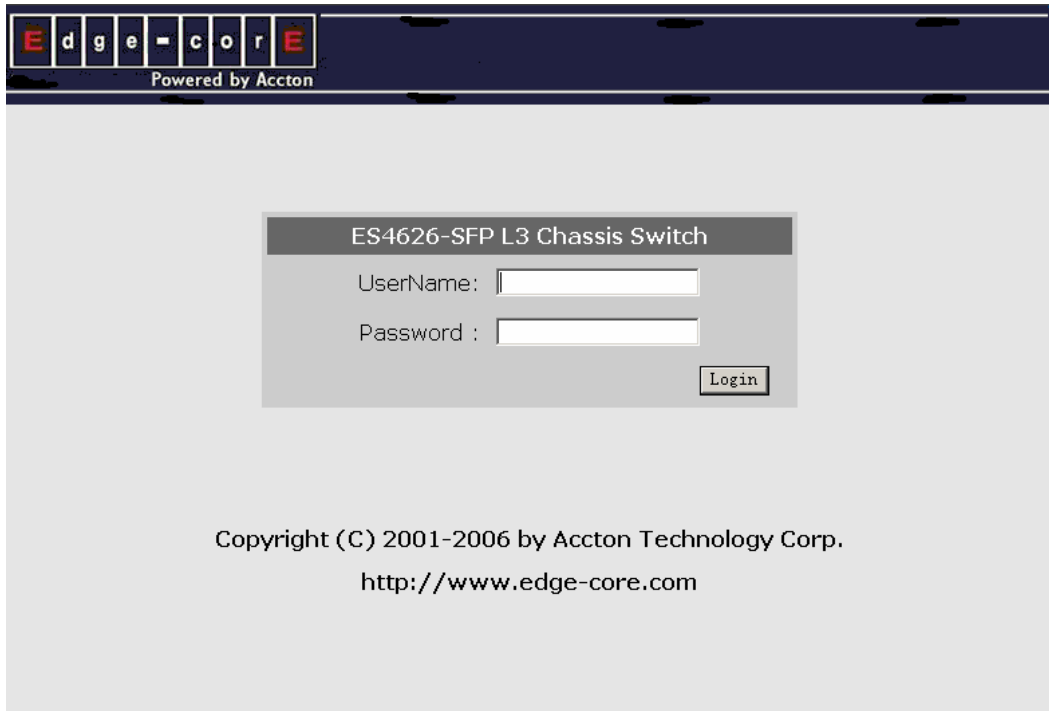 Edge-corE
Powered by Accton
ES4626-SFP L3 Chassis Switch
UserName:
Password :
Login
Copyright (C) 2001-2006 by Accton Technology Corp.
http://www.edge-core.com